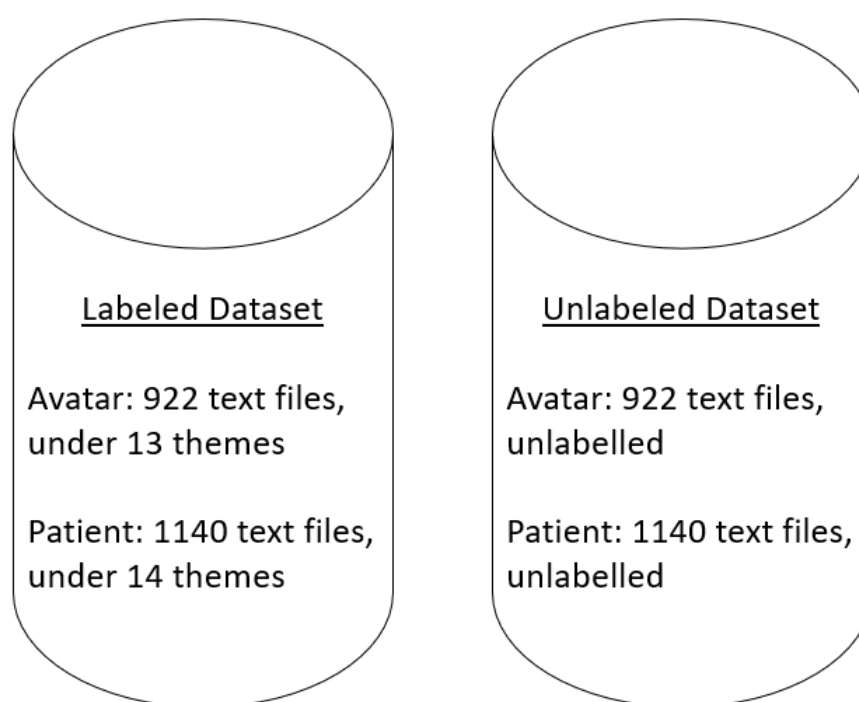 Labeled Dataset
Avatar: 922 text files,
under 13 themes
Patient: 1140 text files,
under 14 themes
Unlabeled Dataset
Avatar: 922 text files,
unlabelled
Patient: 1140 text files,
unlabelled